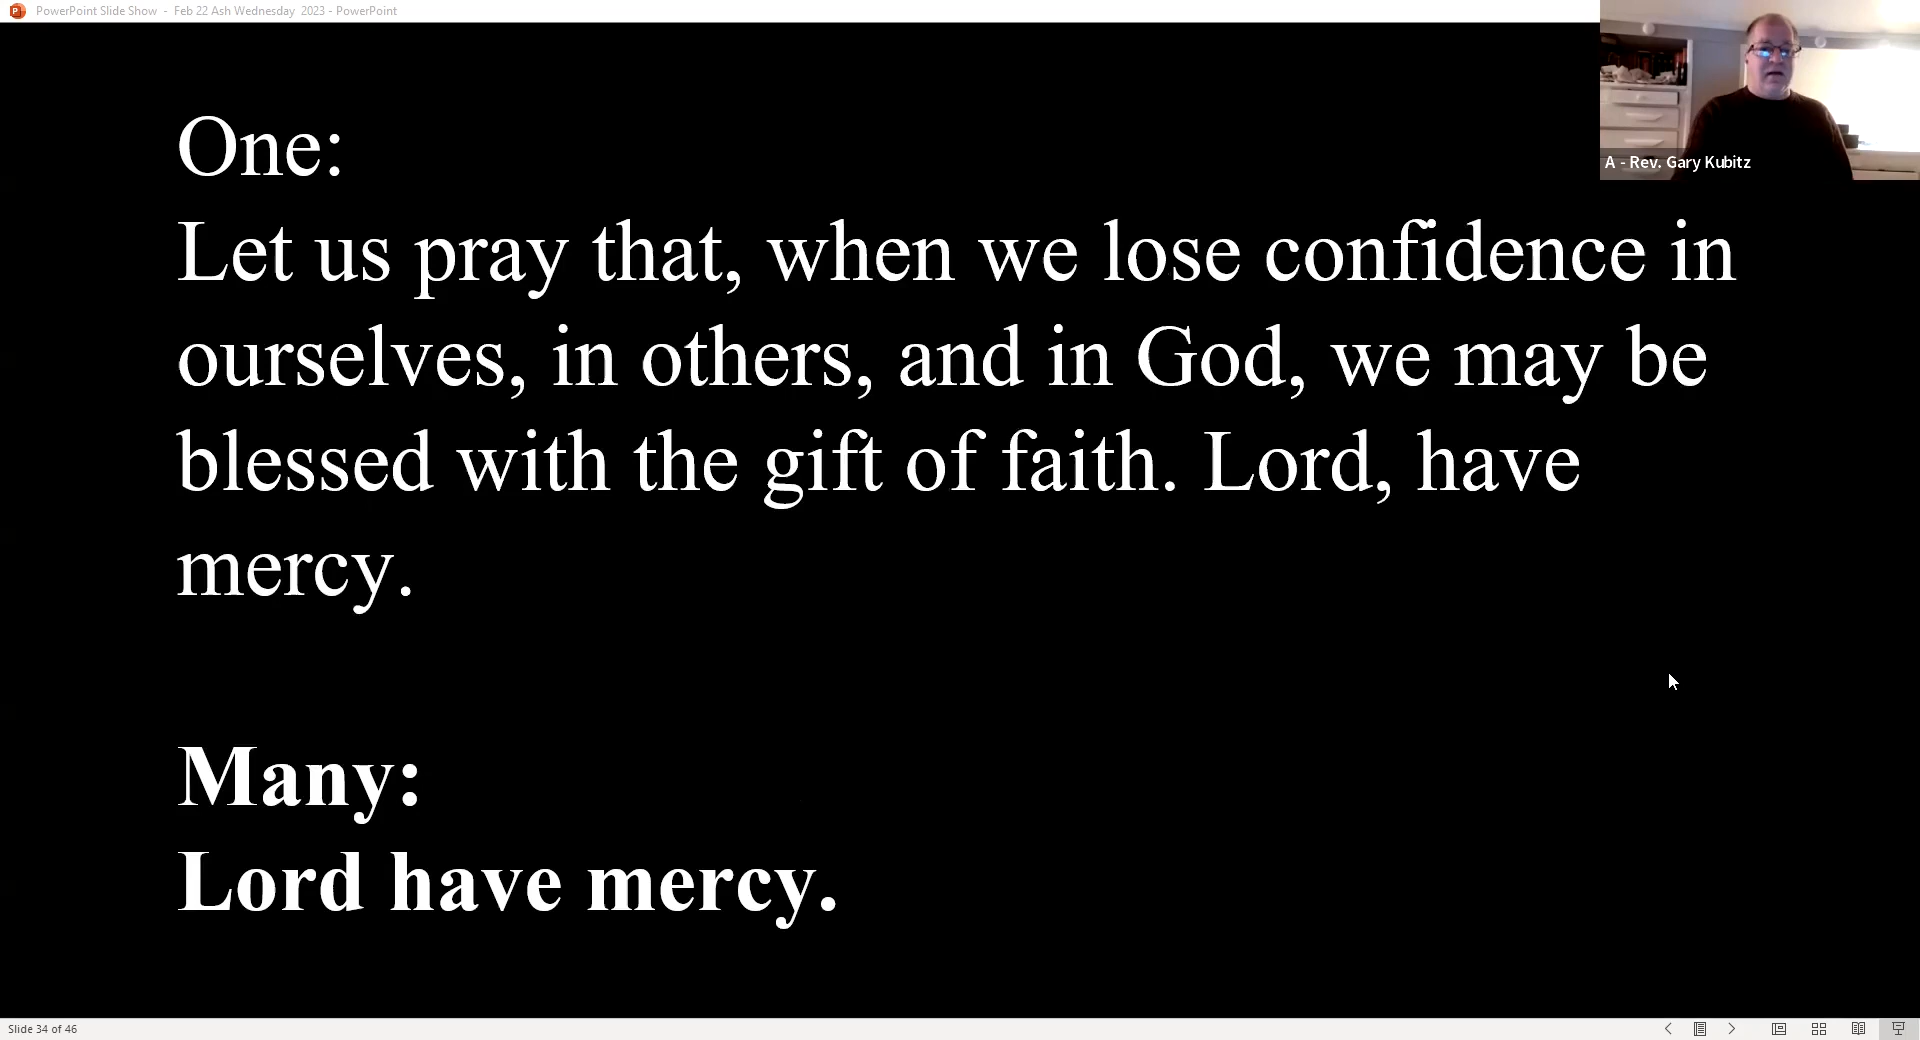 PowerPoint Slide Show - Feb 22 Ash Wednesday 2023 - PowerPoint
A - Rev. Gary Kubitz
One:
Let us pray that, when we lose confidence in
ourselves, in others, and in God, we may be
blessed with the gift of faith. Lord, have
mercy.
Many:
Lord have mercy.
Slide 34 of 46